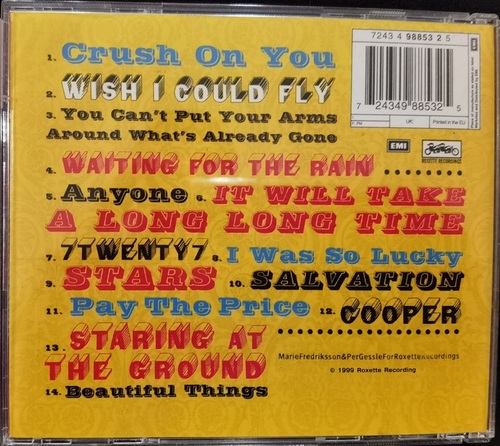 7243 4 98853 2 5
1. Crush On You
2. WISH I COULD FLY
3. You Can't Put Your Arms
Around What's Already Gone
7 24349 88532 5
UK
Printed in the EU
EMI
ROXETTE RECORDINGS
4. WAITING FOR THE RAIN
5. Anyone 6. IT WILL TAKE
A LONG LONG TIME
7. 7TWENTY7 8. I Was So Lucky
9. STARS 10. SALVATION
11. Pay The Price 12. COOPER
13. STARING AT
THE GROUND
14. Beautiful Things
MarieFredriksson&PerGessleForRoxetteRecordings
© 1999 Roxette Recording